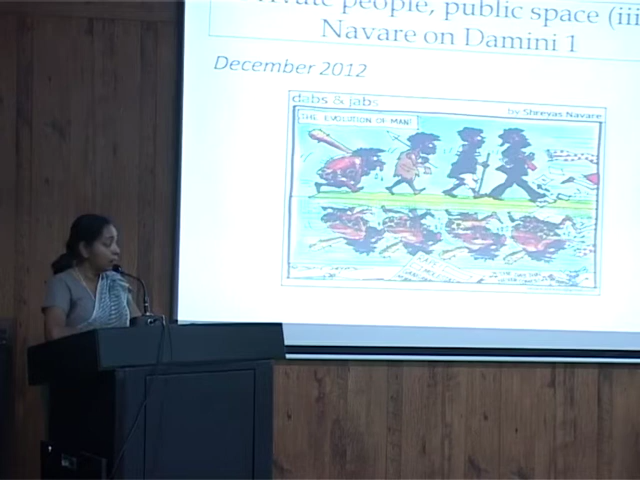 people, public space (iii
Navare on Damini 1
December 2012
dabs & jabs
by Shreyas Navare
THE EVOLUTION OF MAN!